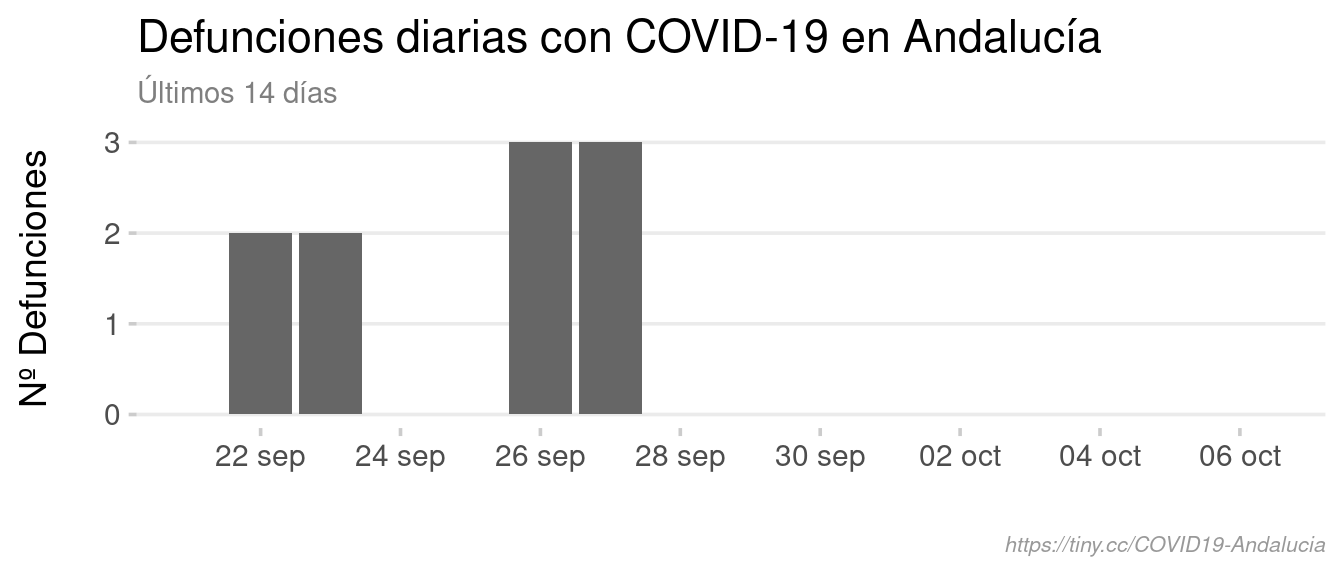 Defunciones diarias con COVID-19 en Andalucía
Últimos 14 días
Nº Defunciones
3
2
1
0
22 sep 24 sep 26 sep 28 sep 30 sep 02 oct 04 oct 06 oct
https://tiny.cc/COVID19-Andalucia